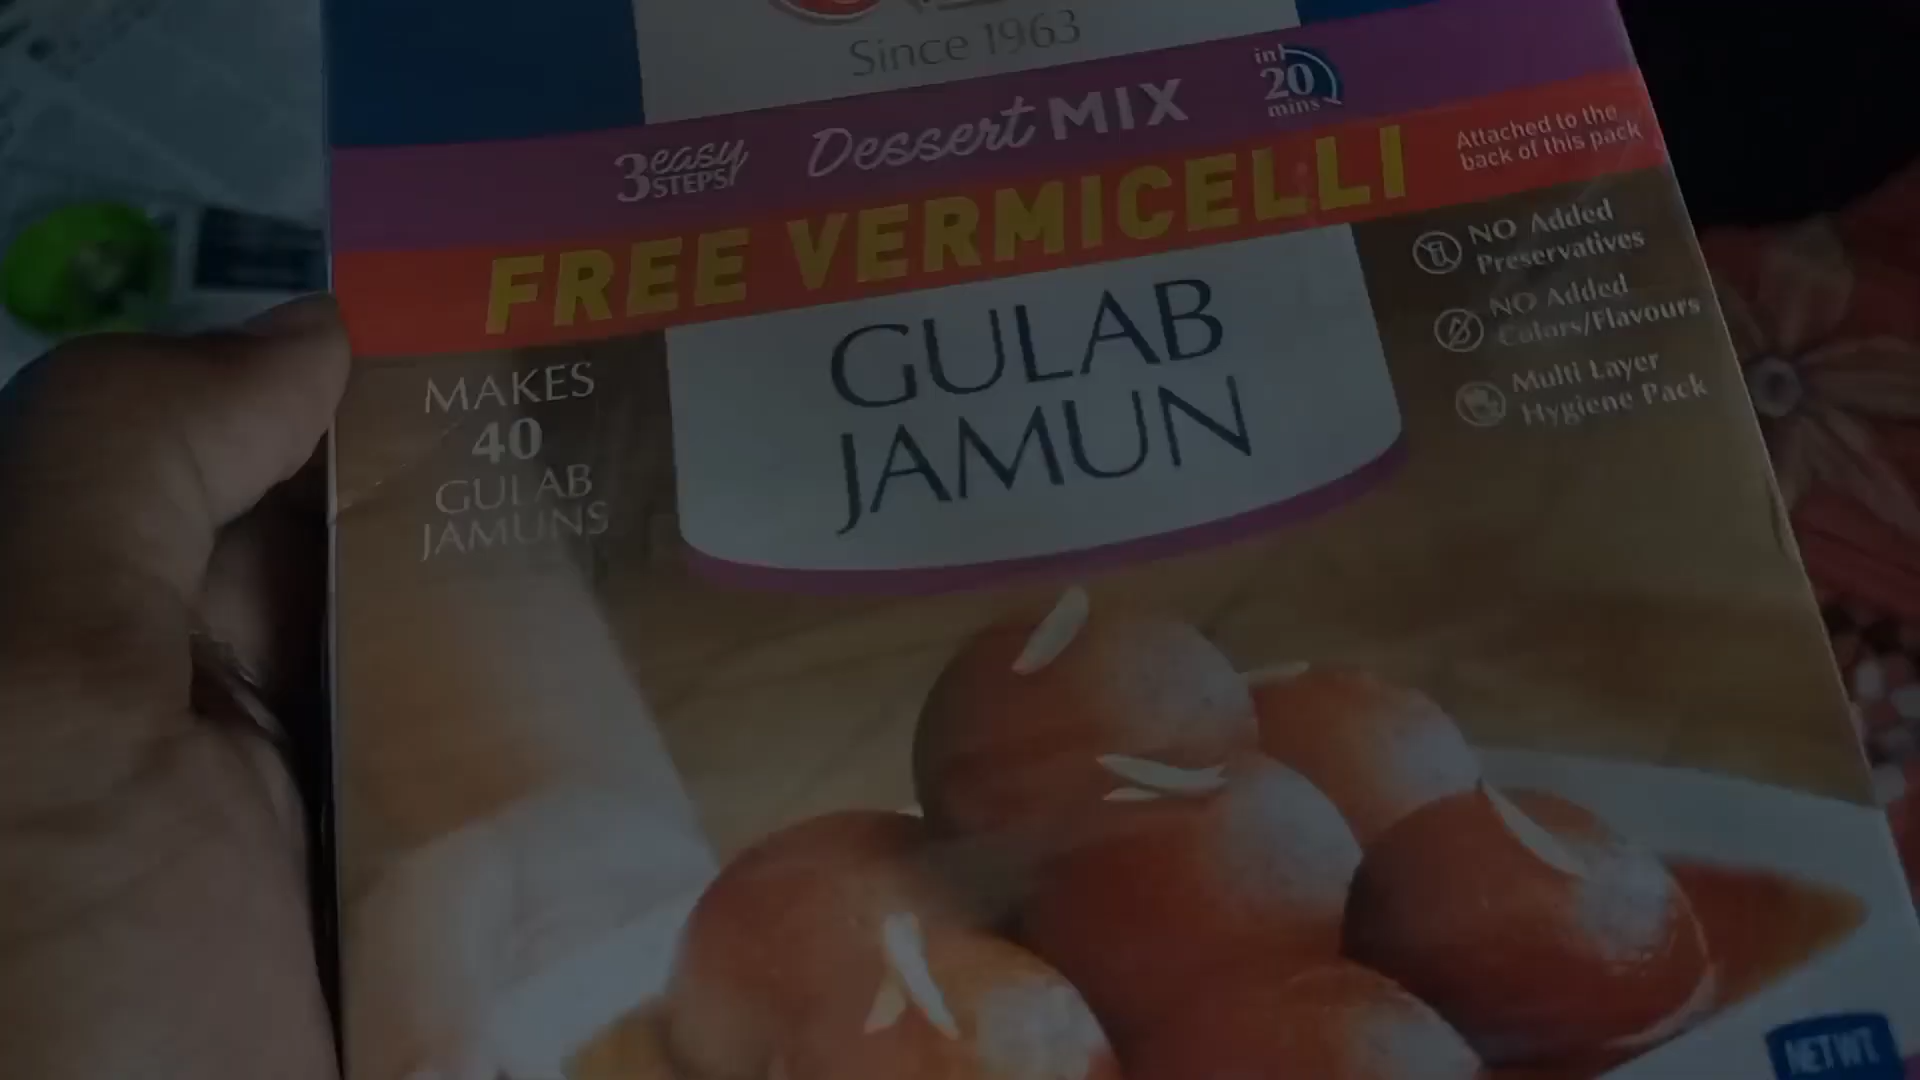 Since 1963
3 easy STEPS!
Dessert MIX
in
20
mins
FREE VERMICELLI
Attached to the
back of this pack
GULAB
JAMUN
MAKES
40
GULAB
JAMUNS
NO Added
Preservatives
NO Added
Colors/Flavours
Multi Layer
Hygiene Pack
NET WT